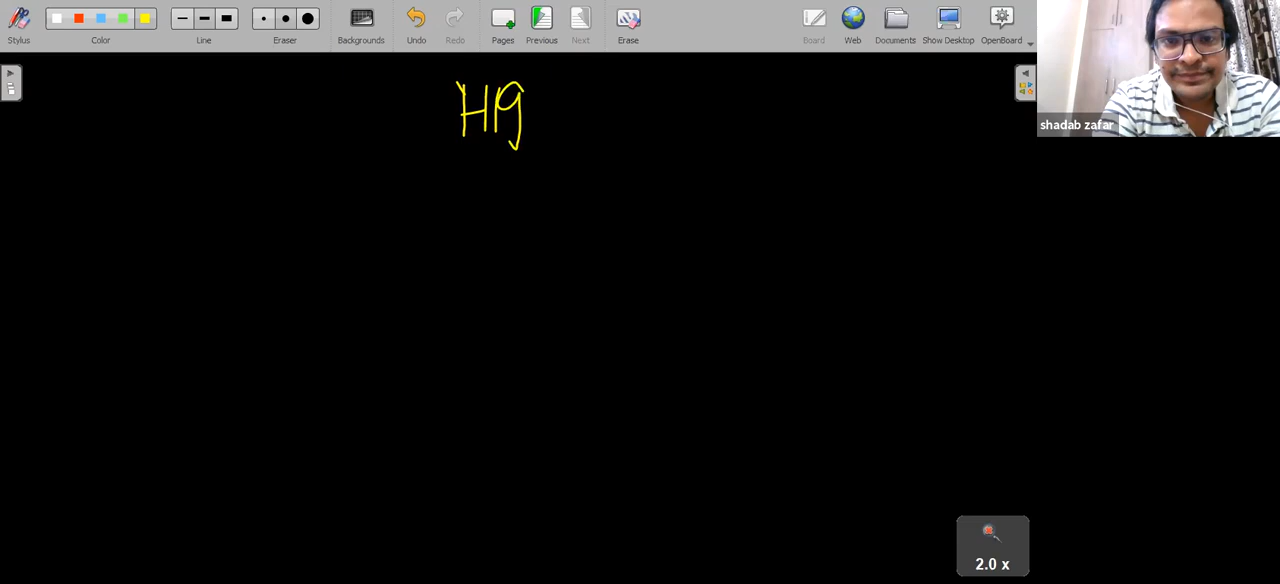 Stylus Color Line Eraser Backgrounds Undo Redo Pages Previous Next Erase Board Web Documents Show Desktop OpenBoard
shadab zafar
Hg
2.0 x